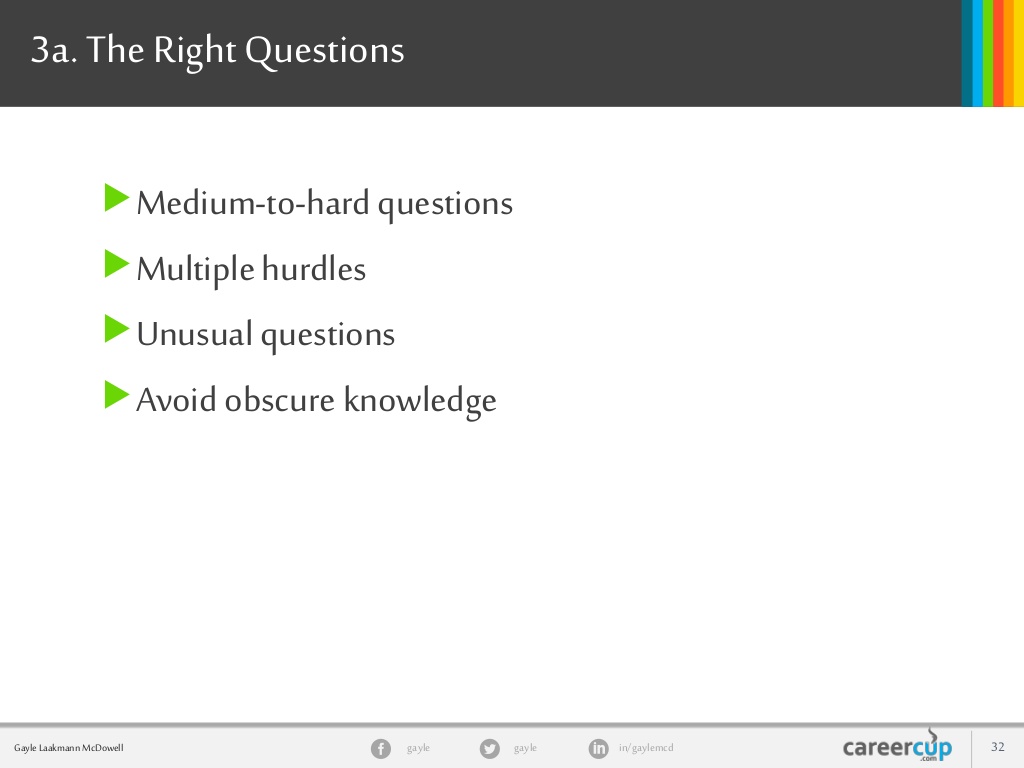 3a. The Right Questions
Medium-to-hard questions
Multiple hurdles
Unusual questions
Avoid obscure knowledge
Gayle Laakmann McDowell
gayle
gayle
in/gaylemcd
careercup
.com
32